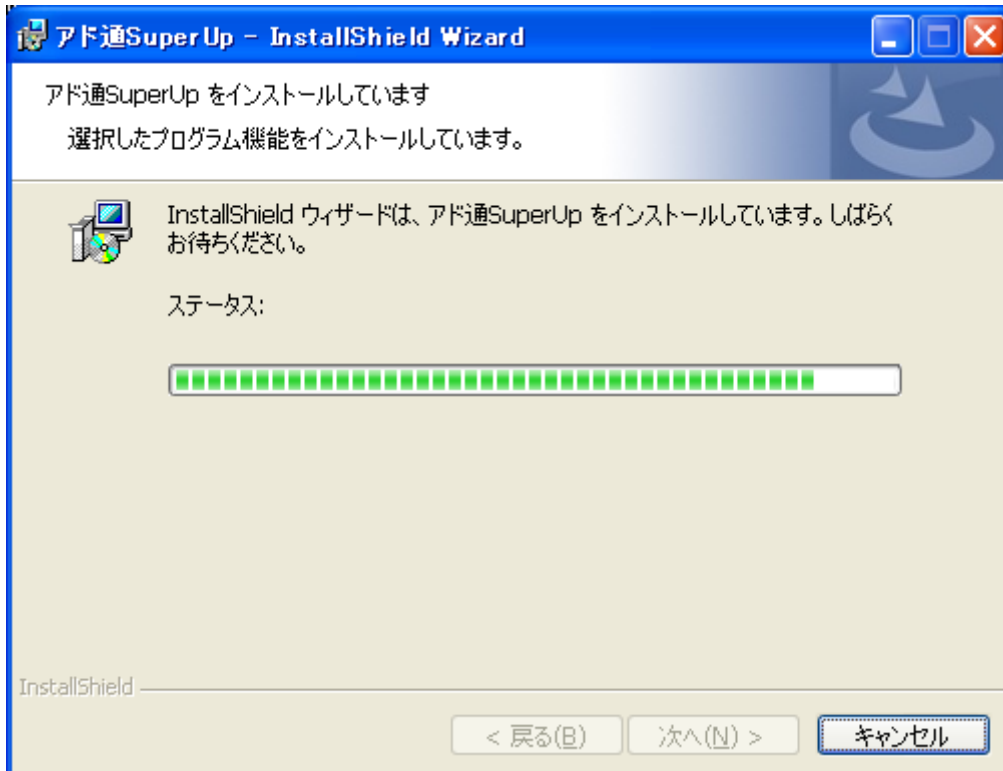 アド通SuperUp - InstallShield Wizard
アド通SuperUp をインストールしています
選択したプログラム機能をインストールしています。
InstallShield ウィザードは、アド通SuperUp をインストールしています。しばらく
お待ちください。
ステータス:
InstallShield
< 戻る(B) 次へ(N) > キャンセル